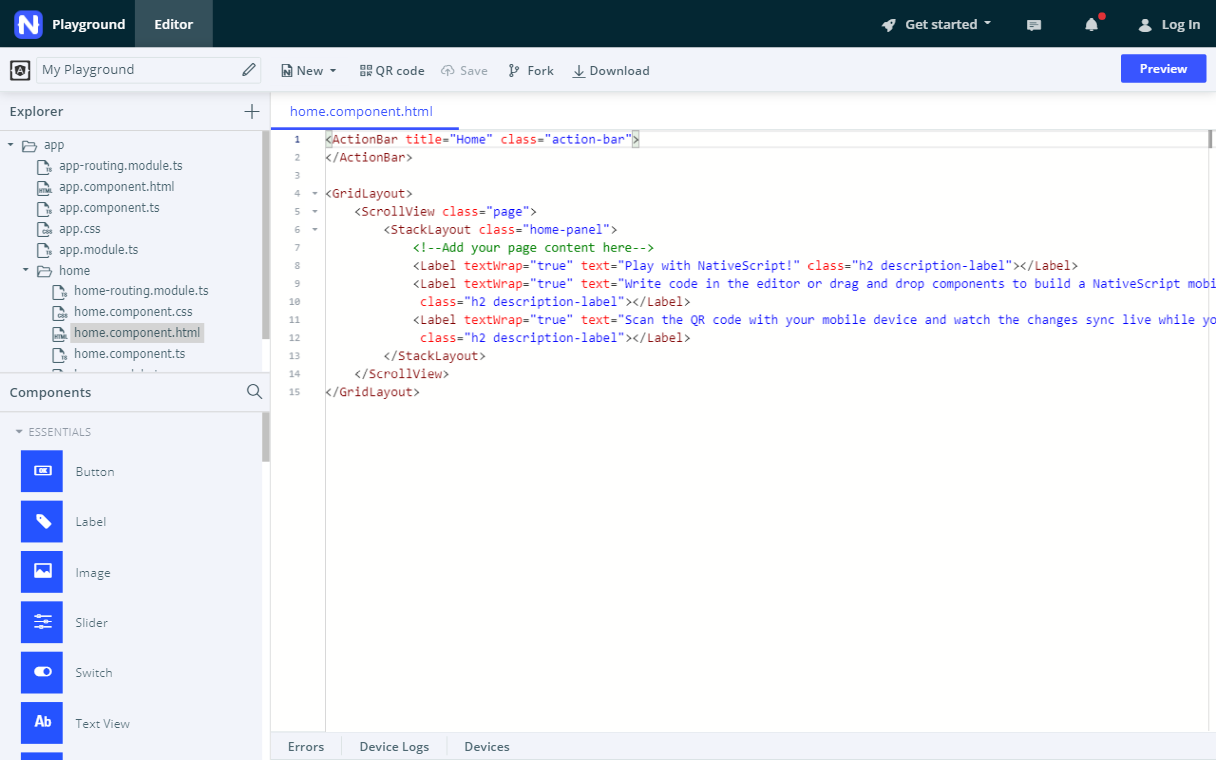 Playground
Editor
Get started
Log In
My Playground
New
QR code
Save
Fork
Download
Preview
Explorer
app
app-routing.module.ts
app.component.html
app.component.ts
app.css
app.module.ts
home
home-routing.module.ts
home.component.css
home.component.html
home.component.ts
Components
ESSENTIALS
Button
Label
Image
Slider
Switch
Ab
Text View
home.component.html
1 <ActionBar title="Home" class="action-bar">
2 </ActionBar>
3
4 <GridLayout>
5 <ScrollView class="page">
6 <StackLayout class="home-panel">
7 <!--Add your page content here-->
8 <Label textWrap="true" text="Play with NativeScript!" class="h2 description-label"></Label>
9 <Label textWrap="true" text="Write code in the editor or drag and drop components to build a NativeScript mobi
10 class="h2 description-label"></Label>
11 <Label textWrap="true" text="Scan the QR code with your mobile device and watch the changes sync live while yo
12 class="h2 description-label"></Label>
13 </StackLayout>
14 </ScrollView>
15 </GridLayout>
Errors
Device Logs
Devices